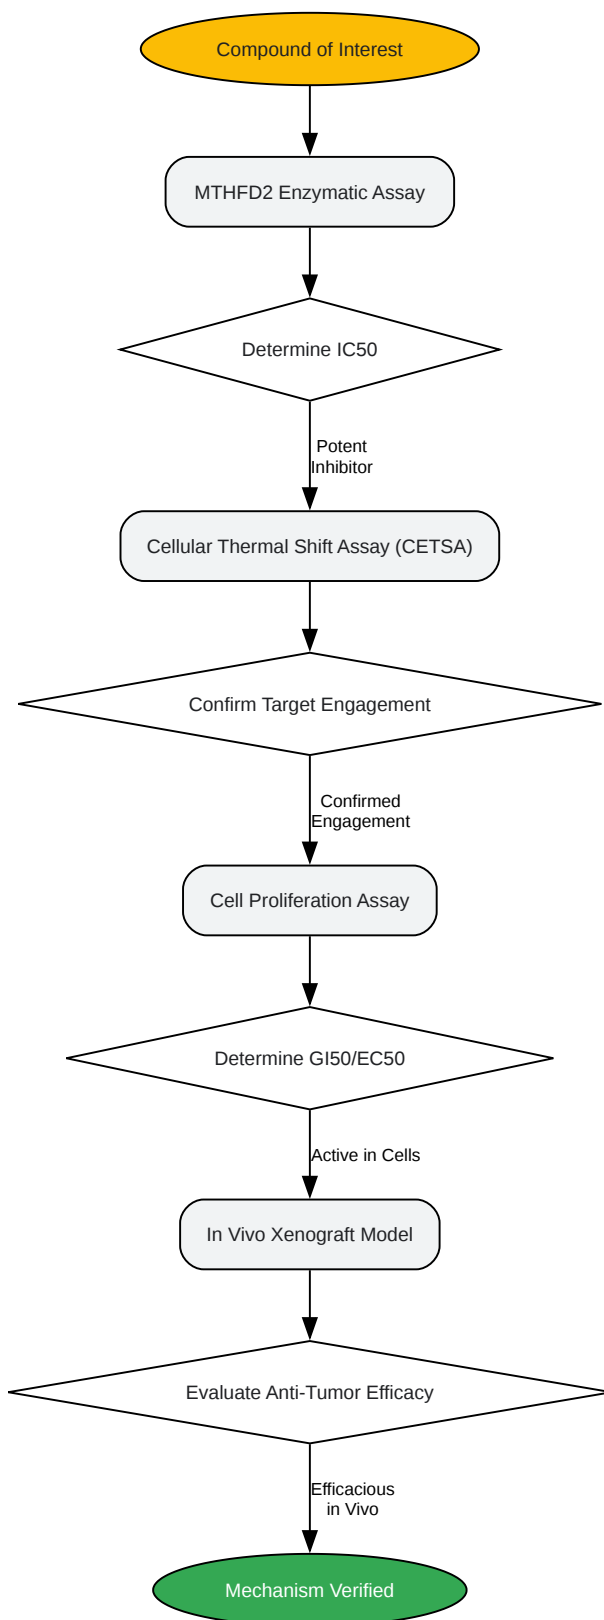 Compound of Interest
MTHFD2 Enzymatic Assay
Determine IC50
Potent
Inhibitor
Cellular Thermal Shift Assay (CETSA)
Confirm Target Engagement
Confirmed
Engagement
Cell Proliferation Assay
Determine GI50/EC50
Active in Cells
In Vivo Xenograft Model
Evaluate Anti-Tumor Efficacy
Efficacious
in Vivo
Mechanism Verified